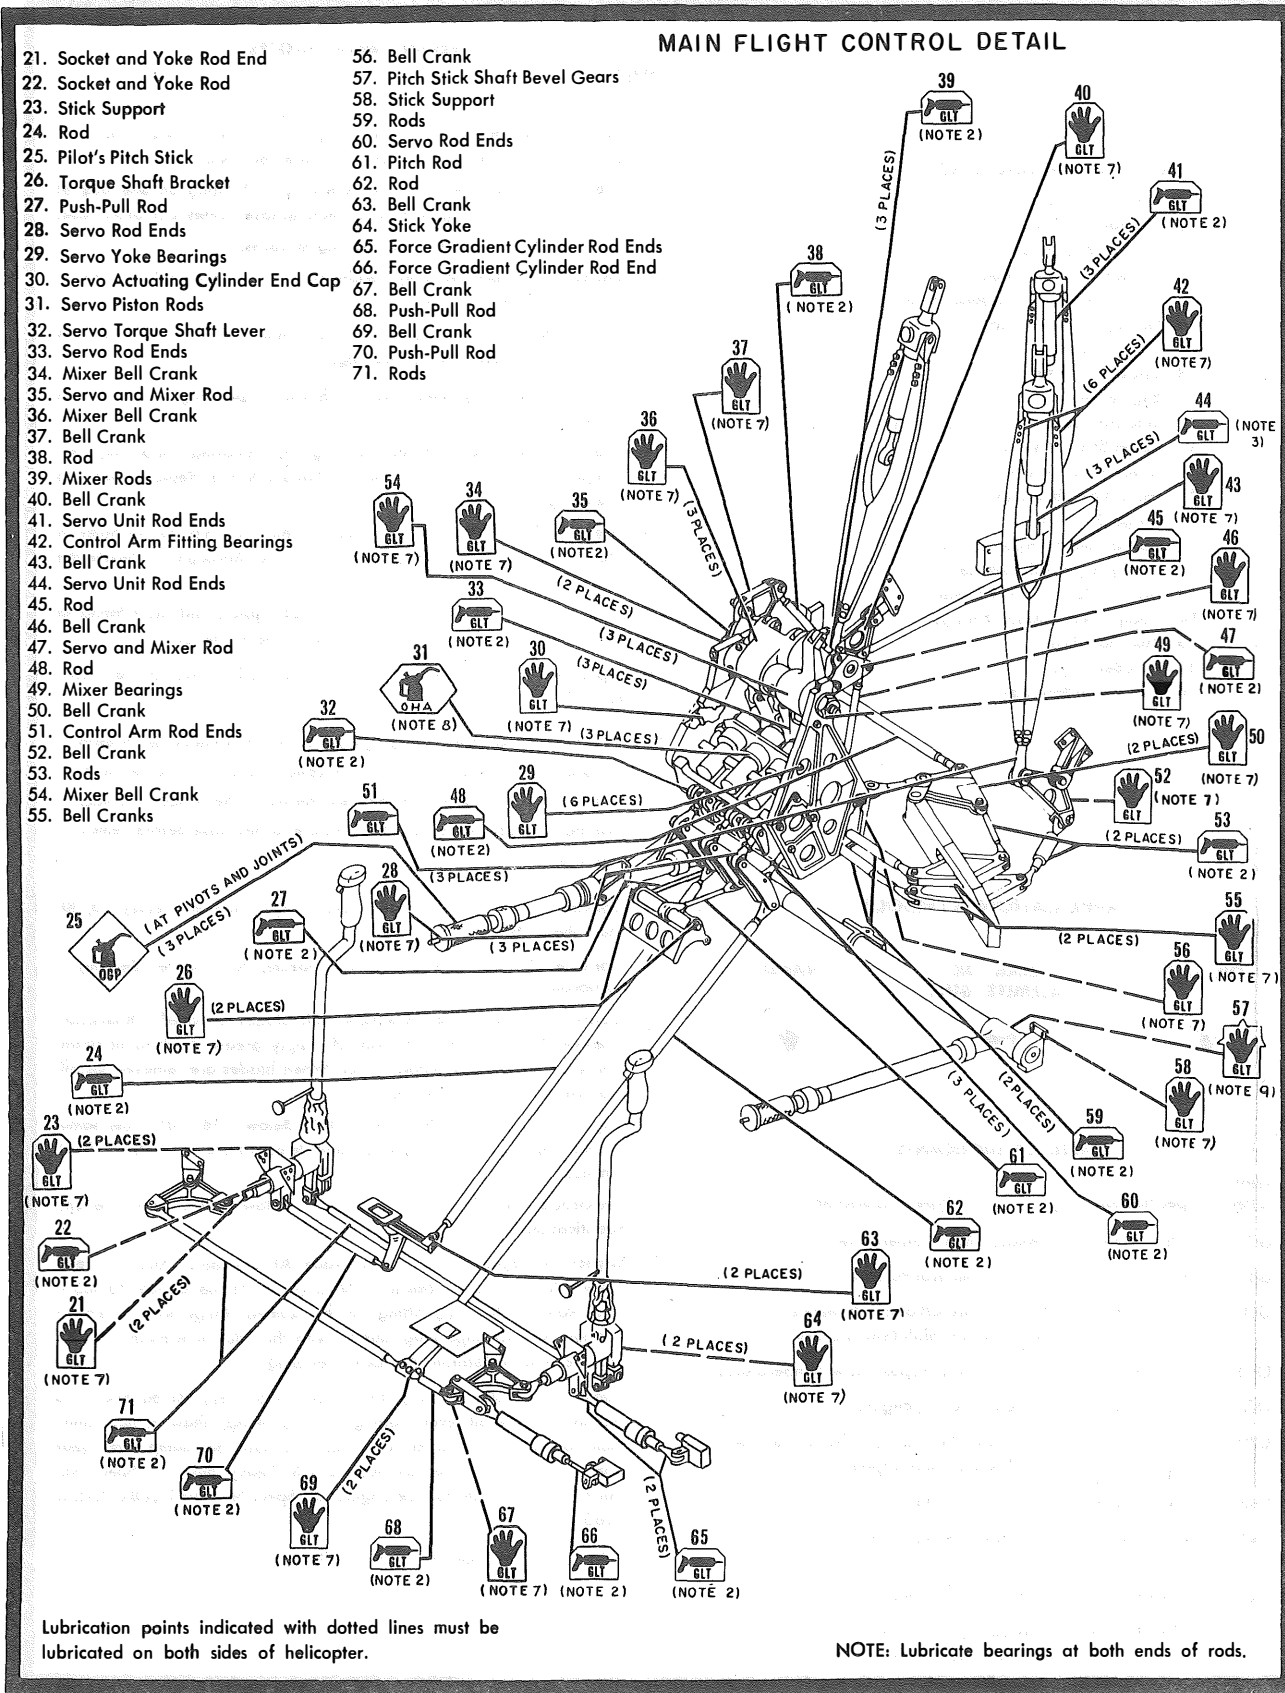 MAIN FLIGHT CONTROL DETAIL
21. Socket and Yoke Rod End
22. Socket and Yoke Rod
23. Stick Support
24. Rod
25. Pilot's Pitch Stick
26. Torque Shaft Bracket
27. Push-Pull Rod
28. Servo Rod Ends
29. Servo Yoke Bearings
30. Servo Actuating Cylinder End Cap
31. Servo Piston Rods
32. Servo Torque Shaft Lever
33. Servo Rod Ends
34. Mixer Bell Crank
35. Servo and Mixer Rod
36. Mixer Bell Crank
37. Bell Crank
38. Rod
39. Mixer Rods
40. Bell Crank
41. Servo Unit Rod Ends
42. Control Arm Fitting Bearings
43. Bell Crank
44. Servo Unit Rod Ends
45. Rod
46. Bell Crank
47. Servo and Mixer Rod
48. Rod
49. Mixer Bearings
50. Bell Crank
51. Control Arm Rod Ends
52. Bell Crank
53. Rods
54. Mixer Bell Crank
55. Bell Cranks
56. Bell Crank
57. Pitch Stick Shaft Bevel Gears
58. Stick Support
59. Rods
60. Servo Rod Ends
61. Pitch Rod
62. Rod
63. Bell Crank
64. Stick Yoke
65. Force Gradient Cylinder Rod Ends
66. Force Gradient Cylinder Rod End
67. Bell Crank
68. Push-Pull Rod
69. Bell Crank
70. Push-Pull Rod
71. Rods
39
GLT
(NOTE 2)
(3 PLACES)
40
GLT
(NOTE 7)
41
GLT
(NOTE 2)
(3 PLACES)
38
GLT
(NOTE 2)
42
GLT
(NOTE 7)
(6 PLACES)
37
GLT
(NOTE 7)
44
GLT
(NOTE
3)
(3 PLACES)
36
GLT
(NOTE 7)
(3 PLACES)
43
GLT
(NOTE 7)
54
GLT
(NOTE 7)
(3 PLACES)
34
GLT
(NOTE 7)
(2 PLACES)
35
GLT
(NOTE2)
45
GLT
(NOTE 2)
46
GLT
(NOTE 7)
33
GLT
(NOTE 2)
(3PLACES)
47
GLT
(NOTE 2)
49
GLT
(NOTE 7)
31
OHA
(NOTE 8)
(3 PLACES)
30
GLT
(NOTE 7)
32
GLT
(NOTE 2)
50
GLT
(NOTE 7)
(2 PLACES)
29
GLT
(6 PLACES)
52
GLT
(NOTE 7)
51
GLT
(3 PLACES)
48
GLT
(NOTE2)
53
GLT
(NOTE 2)
(2 PLACES)
25
OGP
(AT PIVOTS AND JOINTS)
(3 PLACES)
28
GLT
(NOTE 7)
(3 PLACES)
27
GLT
(NOTE 2)
55
GLT
(NOTE 7)
(2 PLACES)
26
GLT
(NOTE 7)
(2 PLACES)
56
GLT
(NOTE 7)
57
GLT
(NOTE 9)
24
GLT
(NOTE 2)
58
GLT
(NOTE 7)
23
GLT
(NOTE 7)
(2 PLACES)
59
GLT
(NOTE 2)
(2 PLACES)
61
GLT
(NOTE 2)
(3 PLACES)
60
GLT
(NOTE 2)
62
GLT
(NOTE 2)
22
GLT
(NOTE 2)
63
GLT
(NOTE 7)
(2 PLACES)
21
GLT
(NOTE 7)
(2 PLACES)
64
GLT
(NOTE 7)
(2 PLACES)
71
GLT
(NOTE 2)
70
GLT
(NOTE 2)
69
GLT
(NOTE 7)
(2 PLACES)
68
GLT
(NOTE 2)
67
GLT
(NOTE 7)
66
GLT
(NOTE 2)
65
GLT
(NOTE 2)
(2 PLACES)
Lubrication points indicated with dotted lines must be
lubricated on both sides of helicopter.
NOTE: Lubricate bearings at both ends of rods.